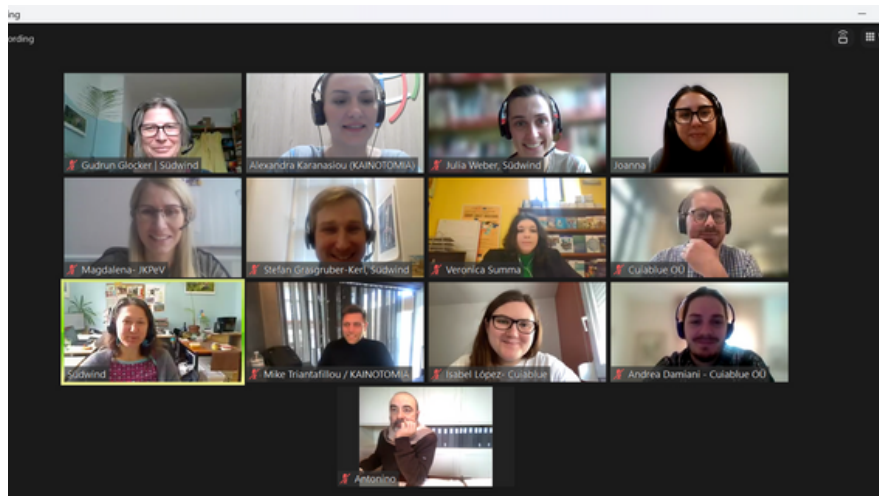 ing
ording
Gudrun Glocker | Südwind
Alexandra Karanasiou (KAINOTOMIA)
Julia Weber, Südwind
Joanna
Magdalena- JKPeV
Stefan Grasgruber-Kerl, Südwind
Veronica Summa
Cuiablue OÜ
Südwind
Mike Triantafillou / KAINOTOMIA
Isabel López- Cuiablue
Andrea Damiani - Cuiablue OÜ
Antonino